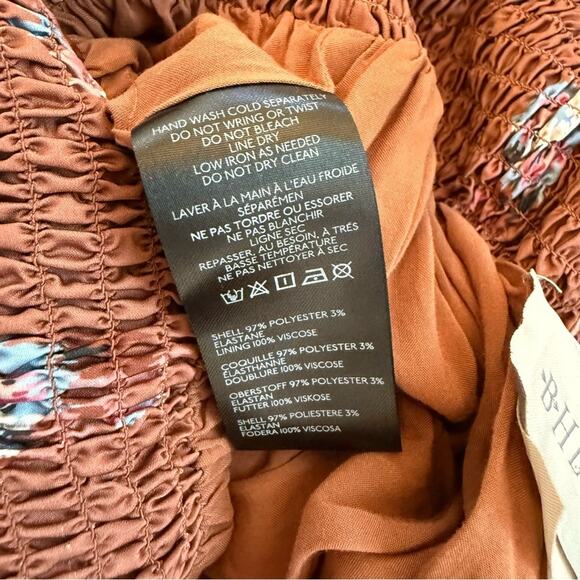 HAND WASH COLD SEPARATELY
DO NOT WRING OR TWIST
DO NOT BLEACH
LINE DRY
LOW IRON AS NEEDED
DO NOT DRY CLEAN
LAVER À LA MAIN À L'EAU FROIDE
SÉPARÉMEN
NE PAS TORDRE OU ESSORER
NE PAS BLANCHIR
LIGNE SEC
REPASSER, AU BESOIN, À TRÉS
BASSE TEMPÉRATURE
NE PAS NETTOYER À SEC
SHELL 97% POLYESTER 3%
ELASTANE
LINING 100% VISCOSE
COQUILLE 97% POLYESTER 3%
ÉLASTHANNE
DOUBLURE 100% VISCOSE
OBERSTOFF 97% POLYESTER 3%
ELASTAN
FUTTER 100% VISKOSE
SHELL 97% POLIESTERE 3%
ELASTAN
FODERA 100% VISCOSA
·B·H